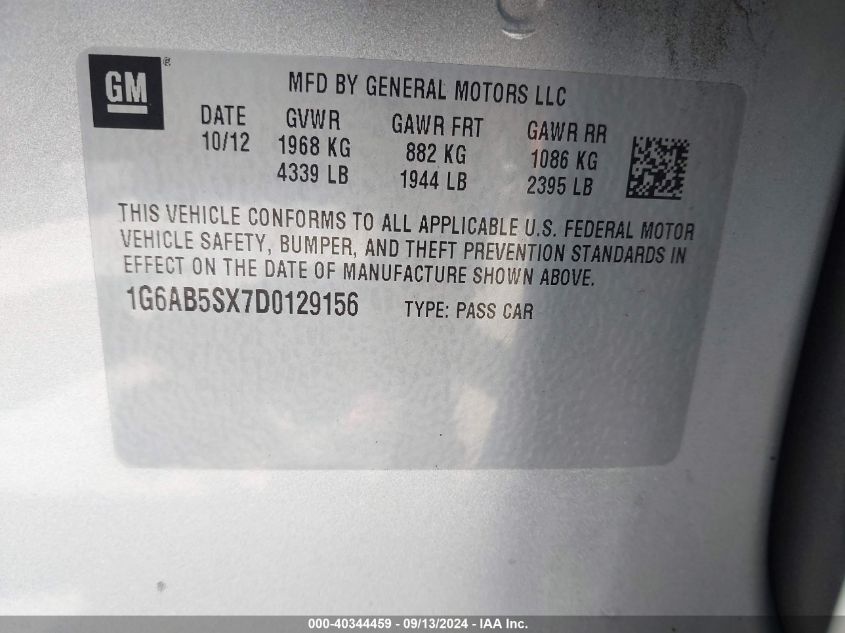 GM ®
MFD BY GENERAL MOTORS LLC
DATE GVWR GAWR FRT GAWR RR
10/12 1968 KG 882 KG 1086 KG
4339 LB 1944 LB 2395 LB
THIS VEHICLE CONFORMS TO ALL APPLICABLE U.S. FEDERAL MOTOR
VEHICLE SAFETY, BUMPER, AND THEFT PREVENTION STANDARDS IN
EFFECT ON THE DATE OF MANUFACTURE SHOWN ABOVE.
1G6AB5SX7D0129156 TYPE: PASS CAR
000-40344459 - 09/13/2024 - IAA Inc.